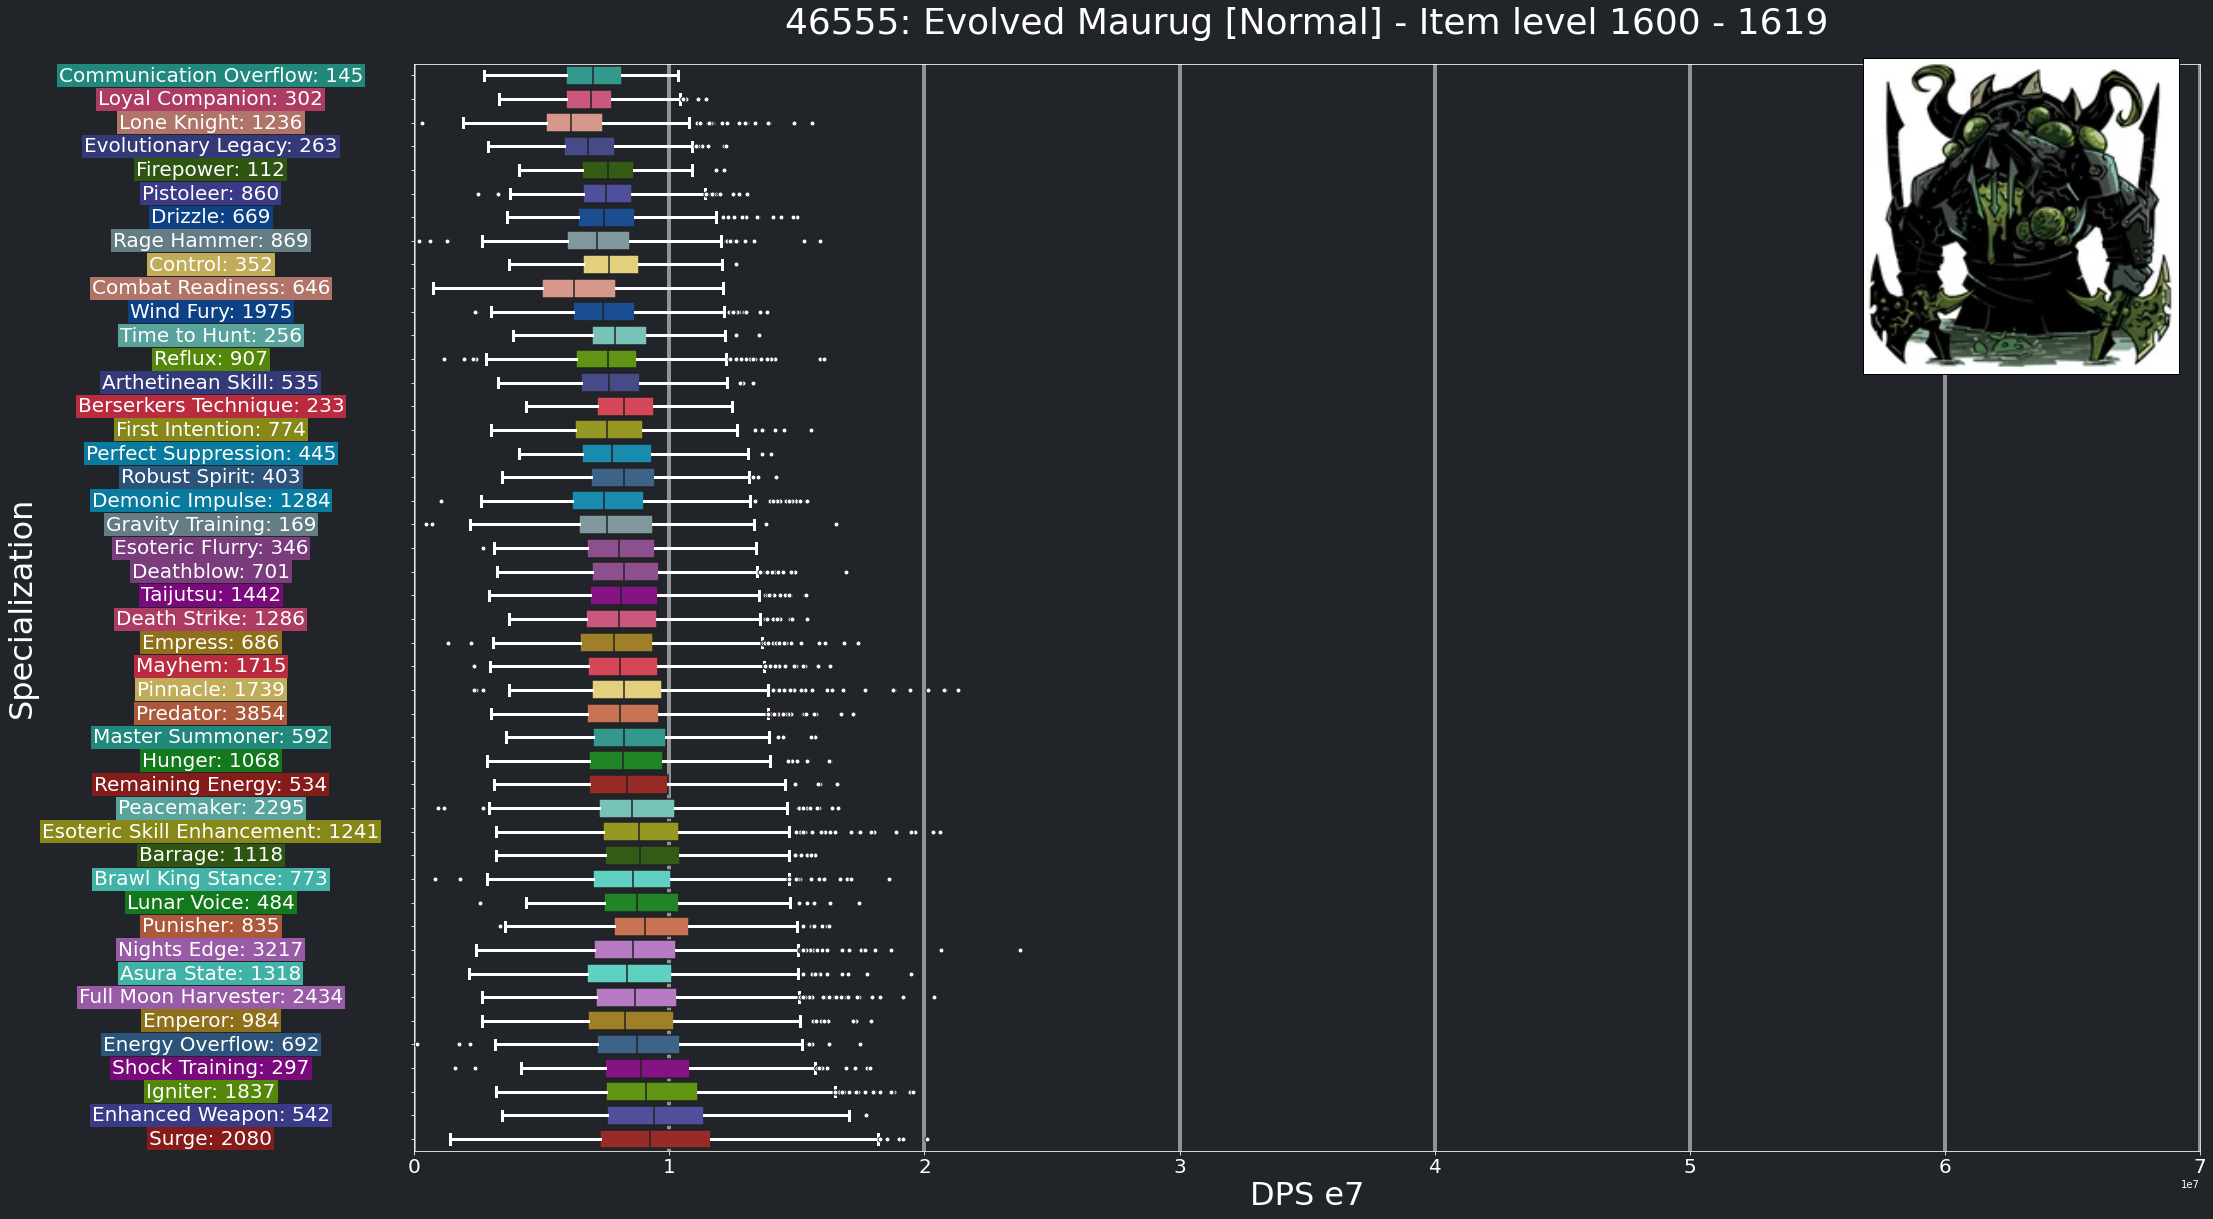 46555: Evolved Maurug [Normal] - Item level 1600 - 1619
Communication Overflow: 145
Loyal Companion: 302
Lone Knight: 1236
Evolutionary Legacy: 263
Firepower: 112
Pistoleer: 860
Drizzle: 669
Rage Hammer: 869
Control: 352
Combat Readiness: 646
Wind Fury: 1975
Time to Hunt: 256
Reflux: 907
Arthetinean Skill: 535
Berserkers Technique: 233
First Intention: 774
Perfect Suppression: 445
Robust Spirit: 403
Demonic Impulse: 1284
Gravity Training: 169
Esoteric Flurry: 346
Deathblow: 701
Taijutsu: 1442
Death Strike: 1286
Empress: 686
Mayhem: 1715
Pinnacle: 1739
Predator: 3854
Master Summoner: 592
Hunger: 1068
Remaining Energy: 534
Peacemaker: 2295
Esoteric Skill Enhancement: 1241
Barrage: 1118
Brawl King Stance: 773
Lunar Voice: 484
Punisher: 835
Nights Edge: 3217
Asura State: 1318
Full Moon Harvester: 2434
Emperor: 984
Energy Overflow: 692
Shock Training: 297
Igniter: 1837
Enhanced Weapon: 542
Surge: 2080
Specialization
0 1 2 3 4 5 6 7
1e7
DPS e7